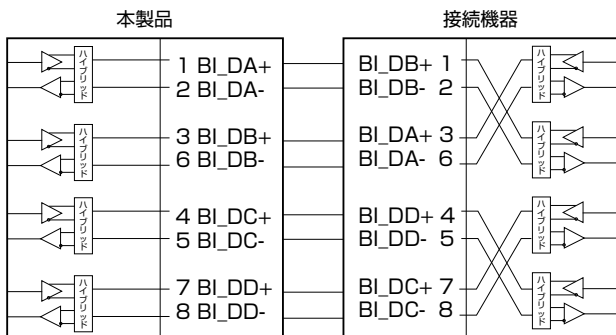 本製品
接続機器
ハイブリッド
1 BI_DA+
2 BI_DA-
BI_DB+ 1
BI_DB- 2
ハイブリッド
ハイブリッド
3 BI_DB+
6 BI_DB-
BI_DA+ 3
BI_DA- 6
ハイブリッド
ハイブリッド
4 BI_DC+
5 BI_DC-
BI_DD+ 4
BI_DD- 5
ハイブリッド
ハイブリッド
7 BI_DD+
8 BI_DD-
BI_DC+ 7
BI_DC- 8
ハイブリッド